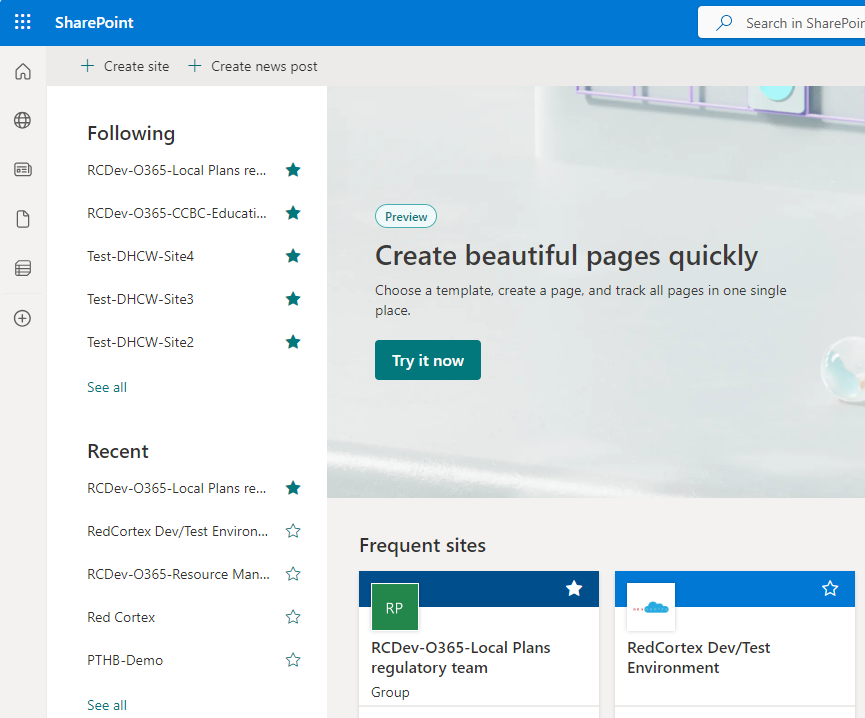 SharePoint
Search in SharePoin
Create site
Create news post
Following
RCDev-O365-Local Plans re...
RCDev-O365-CCBC-Educati...
Test-DHCW-Site4
Test-DHCW-Site3
Test-DHCW-Site2
See all
Recent
RCDev-O365-Local Plans re...
RedCortex Dev/Test Environ...
RCDev-O365-Resource Man...
Red Cortex
PTHB-Demo
See all
Preview
Create beautiful pages quickly
Choose a template, create a page, and track all pages in one single
place.
Try it now
Frequent sites
RP
RCDev-O365-Local Plans
regulatory team
Group
RedCortex Dev/Test
Environment